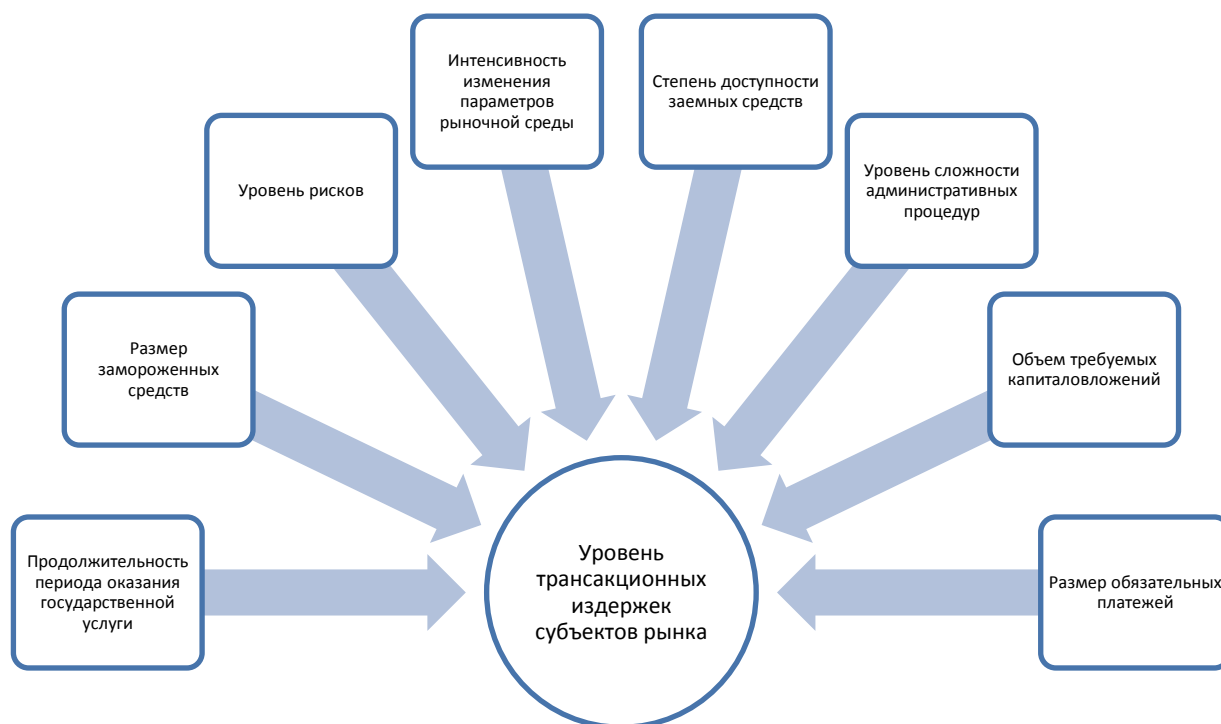 Интенсивность
изменения
параметров
рыночной среды
Степень доступности
заемных средств
Уровень рисков
Уровень сложности
административных
процедур
Размер
замороженных
средств
Объем требуемых
капиталовложений
Продолжительность
периода оказания
государственной
услуги
Уровень
трансакционных
издержек
субъектов рынка
Размер обязательных
платежей